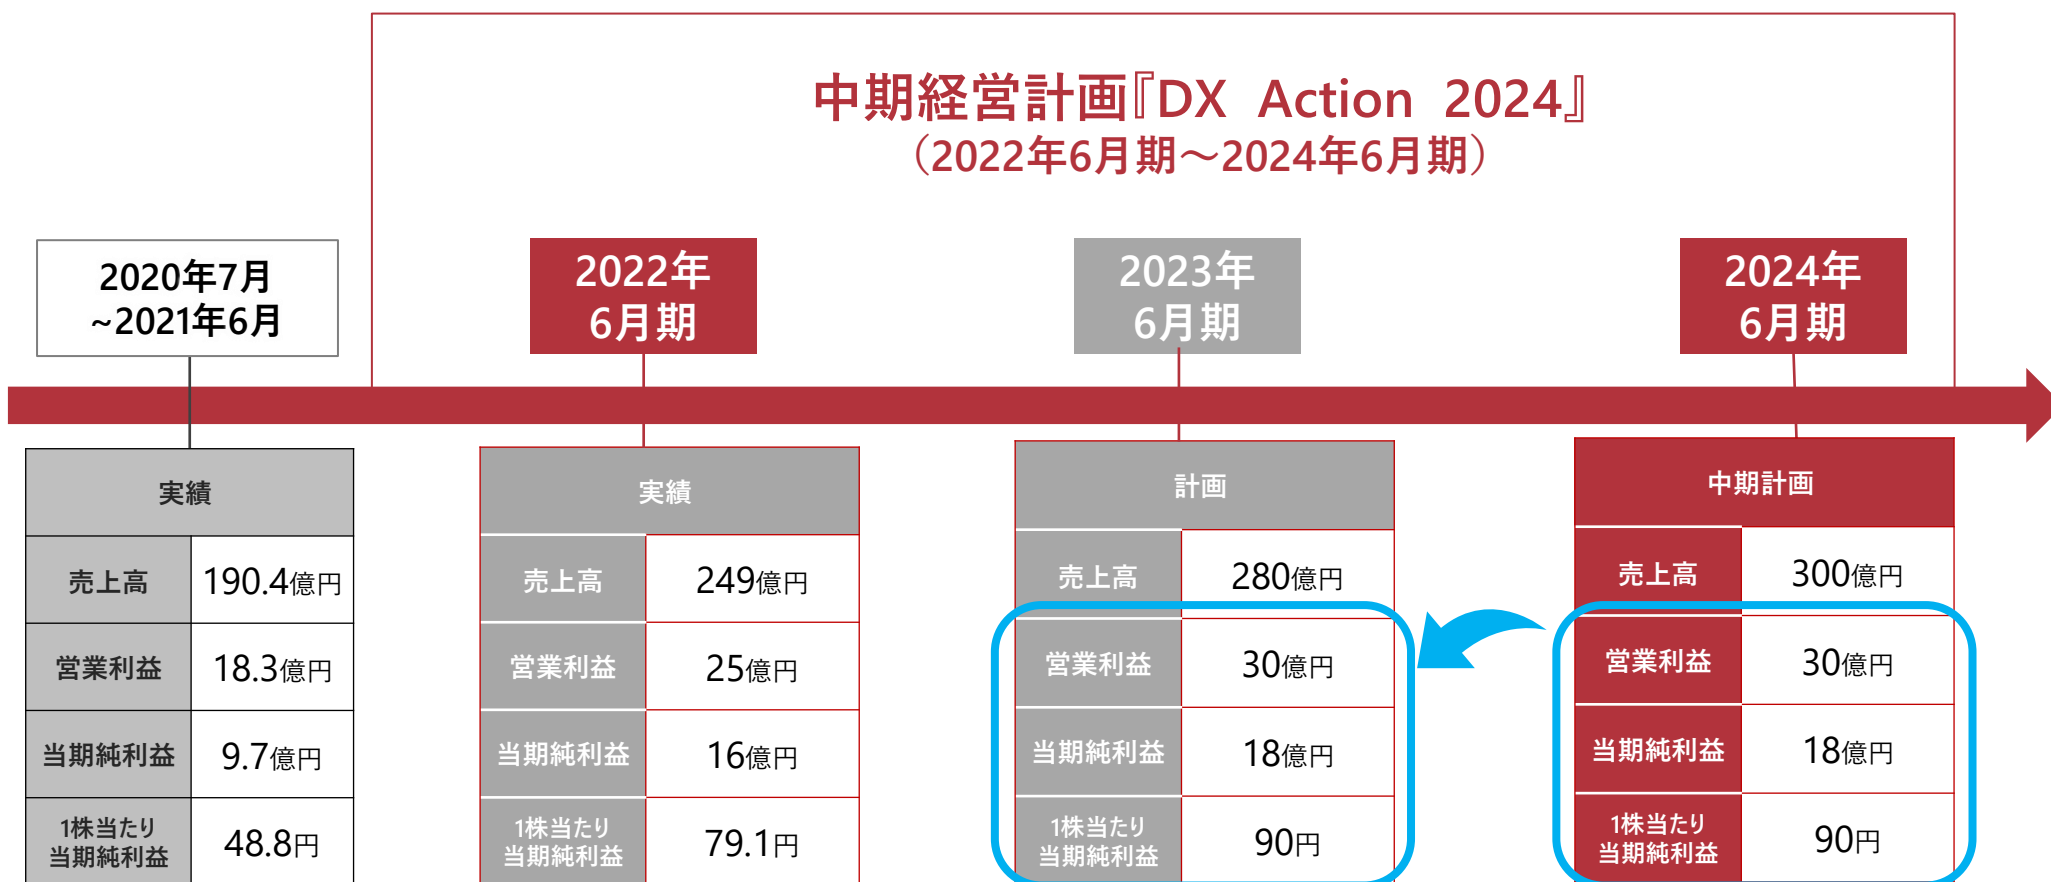 中期経営計画『DX Action 2024』
（2022年6月期～2024年6月期）
2020年7月
~2021年6月
2022年
6月期
2023年
6月期
2024年
6月期
実績
売上高 190.4億円
営業利益 18.3億円
当期純利益 9.7億円
1株当たり
当期純利益 48.8円
実績
売上高 249億円
営業利益 25億円
当期純利益 16億円
1株当たり
当期純利益 79.1円
計画
売上高 280億円
営業利益 30億円
当期純利益 18億円
1株当たり
当期純利益 90円
中期計画
売上高 300億円
営業利益 30億円
当期純利益 18億円
1株当たり
当期純利益 90円